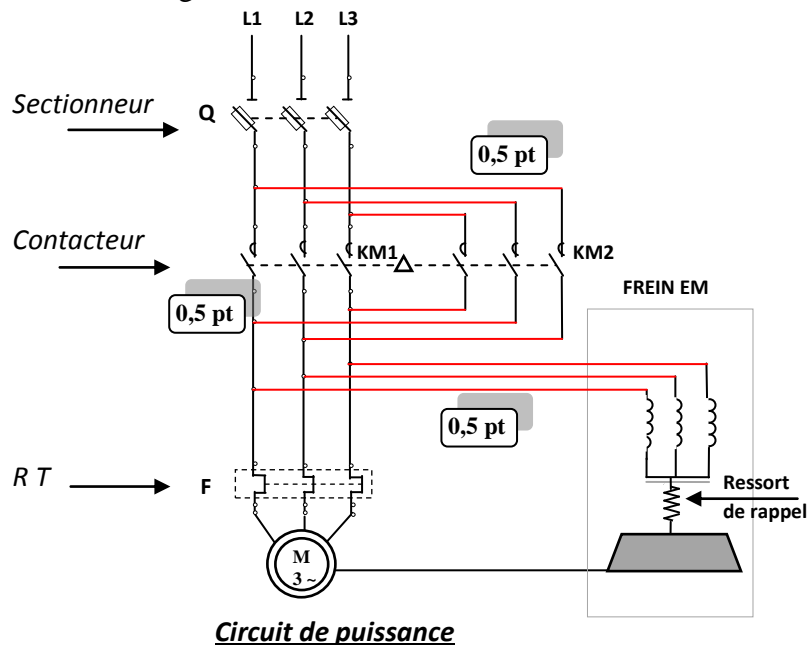 L1 L2 L3
Sectionneur
Q
0,5 pt
Contacteur
KM1
KM2
FREIN EM
0,5 pt
0,5 pt
R T
F
Ressort
de rappel
M
3 ~
Circuit de puissance